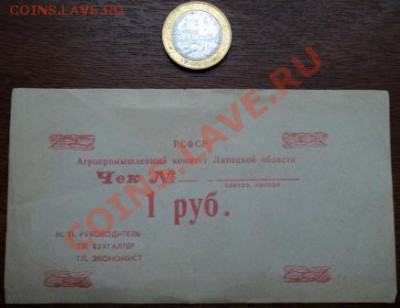 COINS.LAVE.RU
COINS.LAVE.RU
РСФСР
Агропромышленный комитет Липецкой области
Чек №
1 руб.
М. П. РУКОВОДИТЕЛЬ
ГЛ. БУХГАЛТЕР
ГЛ. ЭКОНОМИСТ